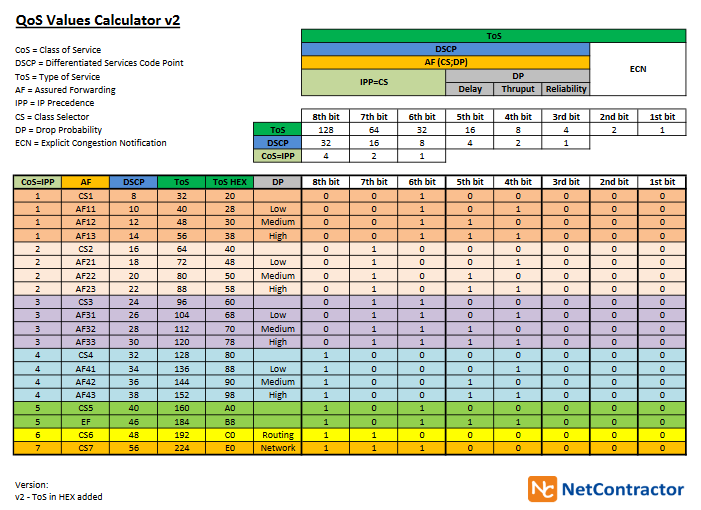 QoS Values Calculator v2
CoS = Class of Service
DSCP = Differentiated Services Code Point
ToS = Type of Service
AF = Assured Forwarding
IPP = IP Precedence
CS = Class Selector
DP = Drop Probability
ECN = Explicit Congestion Notification
ToS
DSCP
AF (CS;DP)
IPP=CS
DP
ECN
Delay Thruput Reliability
8th bit 7th bit 6th bit 5th bit 4th bit 3rd bit 2nd bit 1st bit
ToS 128 64 32 16 8 4 2 1
DSCP 32 16 8 4 2 1
CoS=IPP 4 2 1
CoS=IPP AF DSCP ToS ToS HEX DP 8th bit 7th bit 6th bit 5th bit 4th bit 3rd bit 2nd bit 1st bit
1 CS1 8 32 20 0 0 1 0 0 0 0 0
1 AF11 10 40 28 Low 0 0 1 0 1 0 0 0
1 AF12 12 48 30 Medium 0 0 1 1 0 0 0 0
1 AF13 14 56 38 High 0 0 1 1 1 0 0 0
2 CS2 16 64 40 0 1 0 0 0 0 0 0
2 AF21 18 72 48 Low 0 1 0 0 1 0 0 0
2 AF22 20 80 50 Medium 0 1 0 1 0 0 0 0
2 AF23 22 88 58 High 0 1 0 1 1 0 0 0
3 CS3 24 96 60 0 1 1 0 0 0 0 0
3 AF31 26 104 68 Low 0 1 1 0 1 0 0 0
3 AF32 28 112 70 Medium 0 1 1 1 0 0 0 0
3 AF33 30 120 78 High 0 1 1 1 1 0 0 0
4 CS4 32 128 80 1 0 0 0 0 0 0 0
4 AF41 34 136 88 Low 1 0 0 0 1 0 0 0
4 AF42 36 144 90 Medium 1 0 0 1 0 0 0 0
4 AF43 38 152 98 High 1 0 0 1 1 0 0 0
5 CS5 40 160 A0 1 0 1 0 0 0 0 0
5 EF 46 184 B8 1 0 1 1 1 0 0 0
6 CS6 48 192 C0 Routing 1 1 0 0 0 0 0 0
7 CS7 56 224 E0 Network 1 1 1 0 0 0 0 0
Version:
v2 - ToS in HEX added
NC NetContractor